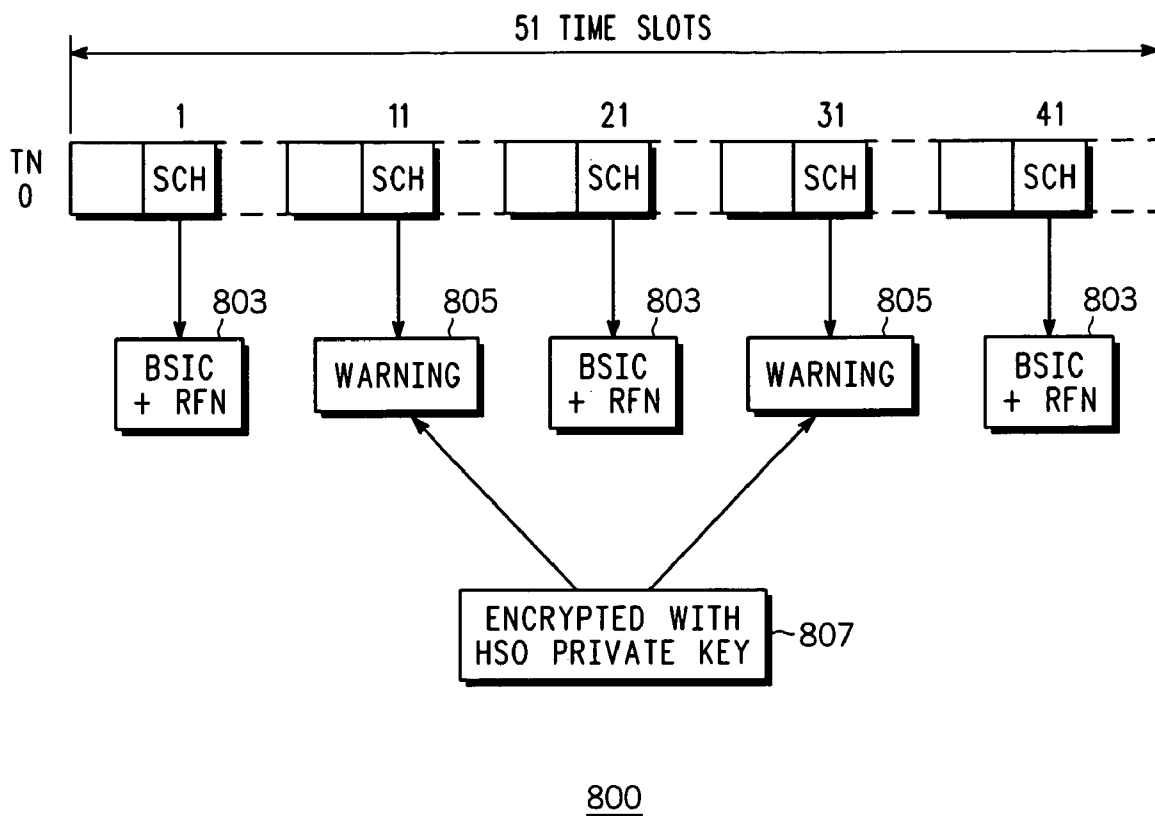 51 TIME SLOTS
1 11 21 31 41
TN
0
SCH SCH SCH SCH SCH
803 805 803 805 803
BSIC
+ RFN
WARNING
BSIC
+ RFN
WARNING
BSIC
+ RFN
ENCRYPTED WITH
HSO PRIVATE KEY
807
800